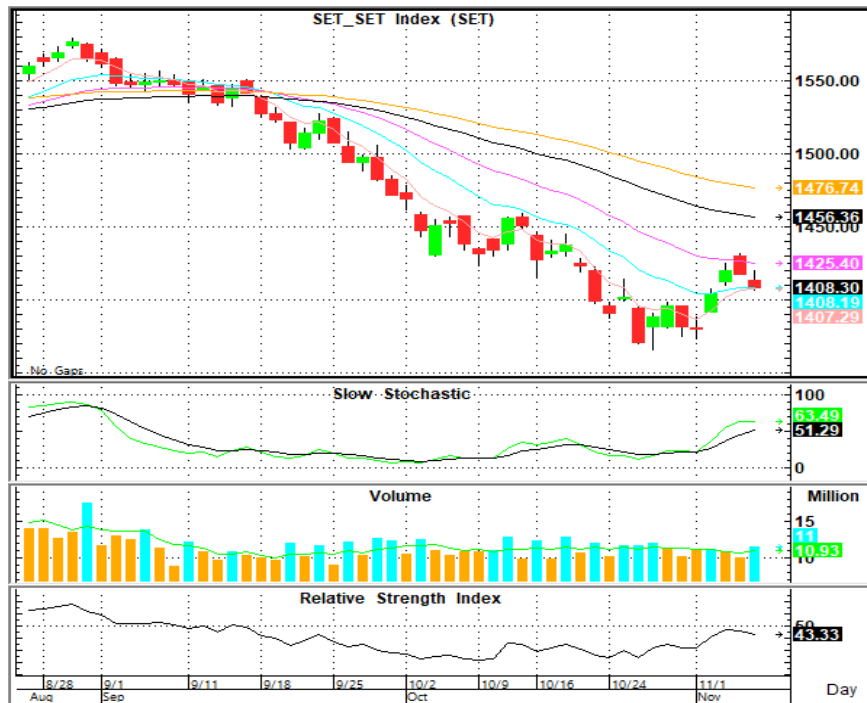 SET_SET Index (SET)
1550.00
1500.00
1476.74
1456.36
1450.00
1425.40
1408.30
1408.19
1407.29
No Gaps
Slow Stochastic
100
63.49
51.29
0
Volume
Million
15
11
10.93
10
Relative Strength Index
50
43.33
8/28 9/1 9/11 9/18 9/25 10/2 10/9 10/16 10/24 11/1
Aug Sep Oct Nov
Day